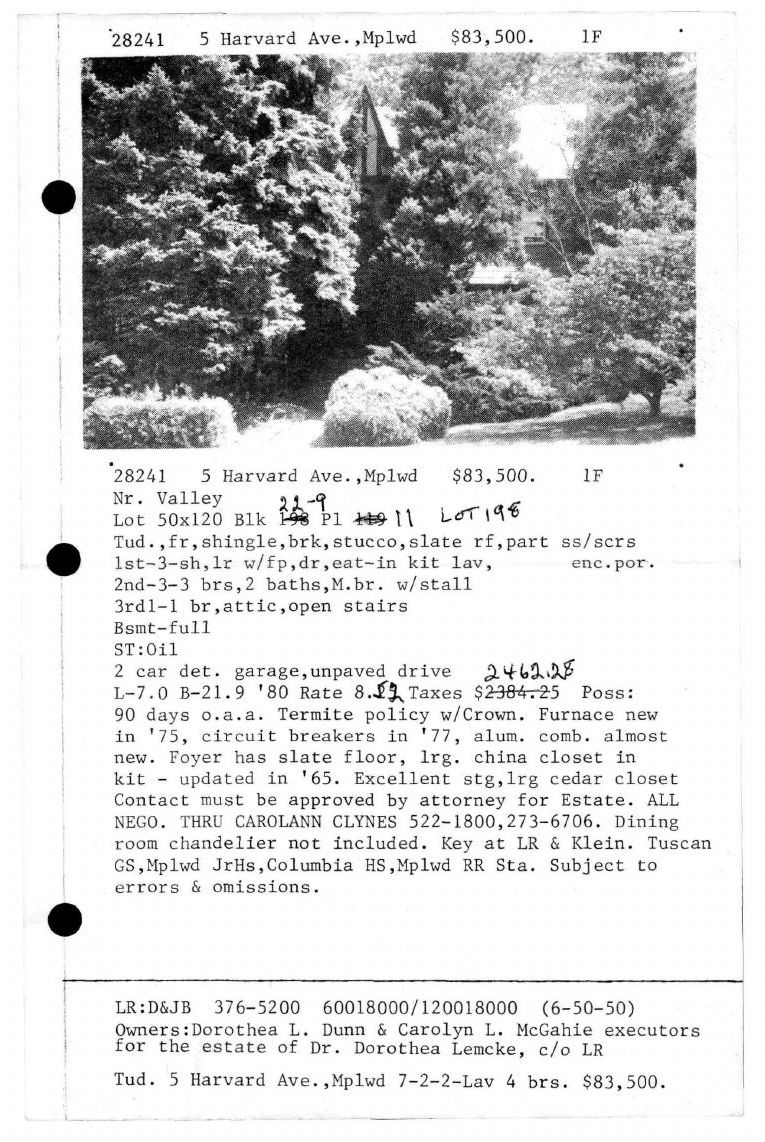 28241 5 Harvard Ave.,Mplwd $83,500. 1F
28241 5 Harvard Ave.,Mplwd $83,500. 1F
Nr. Valley
22-9
Lot 50x120 Blk 198 Pl 119 11 LOT 198
Tud.,fr,shingle,brk,stucco,slate rf,part ss/scrs
1st-3-sh,lr w/fp,dr,eat-in kit lav, enc.por.
2nd-3-3 brs,2 baths,M.br. w/stall
3rd1-1 br,attic,open stairs
Bsmt-full
ST:Oil
2 car det. garage,unpaved drive 2462.28
L-7.0 B-21.9 '80 Rate 8. Taxes $2384.25 Poss:
90 days o.a.a. Termite policy w/Crown. Furnace new
in '75, circuit breakers in '77, alum. comb. almost
new. Foyer has slate floor, lrg. china closet in
kit - updated in '65. Excellent stg,lrg cedar closet
Contact must be approved by attorney for Estate. ALL
NEGO. THRU CAROLANN CLYNES 522-1800,273-6706. Dining
room chandelier not included. Key at LR & Klein. Tuscan
GS,Mplwd JrHs,Columbia HS,Mplwd RR Sta. Subject to
errors & omissions.
LR:D&JB 376-5200 60018000/120018000 (6-50-50)
Owners:Dorothea L. Dunn & Carolyn L. McGahie executors
for the estate of Dr. Dorothea Lemcke, c/o LR
Tud. 5 Harvard Ave.,Mplwd 7-2-2-Lav 4 brs. $83,500.